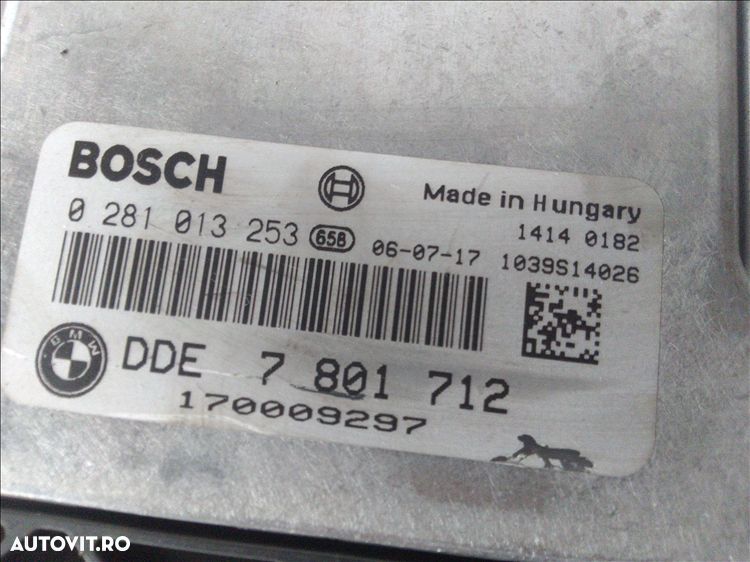 BOSCH
Made in Hungary
0 281 013 253 658 06-07-17
1414 0182
1039S14026
BMW
DDE 7 801 712
170009297
AUTOVIT.RO